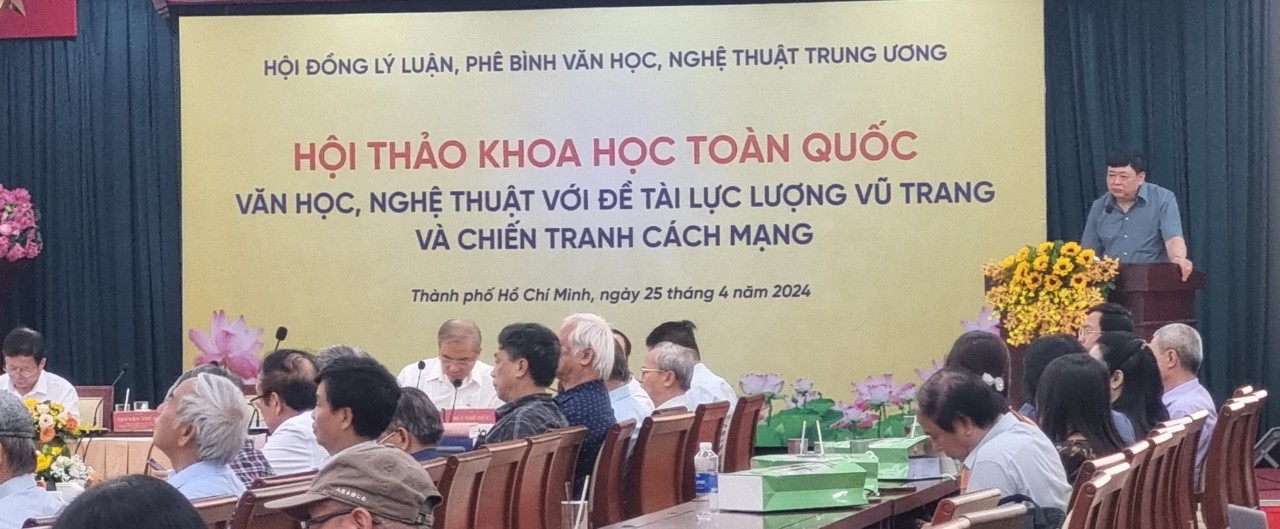 HỘI ĐỒNG LÝ LUẬN, PHÊ BÌNH VĂN HỌC, NGHỆ THUẬT TRUNG ƯƠNG
HỘI THẢO KHOA HỌC TOÀN QUỐC
VĂN HỌC, NGHỆ THUẬT VỚI ĐỀ TÀI LỰC LƯỢNG VŨ TRANG
VÀ CHIẾN TRANH CÁCH MẠNG
Thành phố Hồ Chí Minh, ngày 25 tháng 4 năm 2024